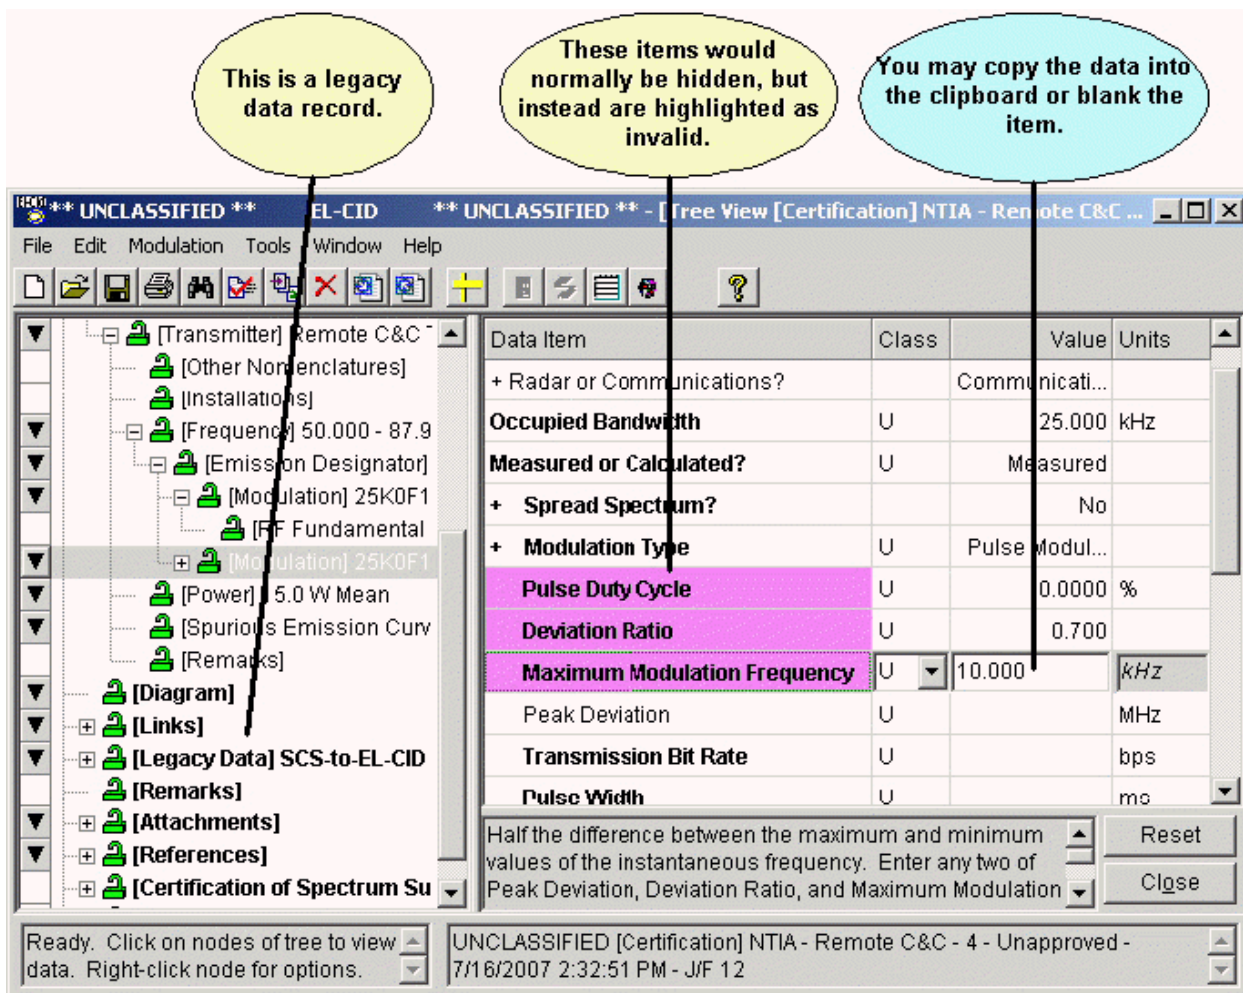 This is a legacy
data record.
These items would
normally be hidden, but
instead are highlighted as
invalid.
You may copy the data into
the clipboard or blank the
item.
** UNCLASSIFIED ** EL-CID ** UNCLASSIFIED ** - [Tree View [Certification] NTIA - Remote C&C ...
File Edit Modulation Tools Window Help
[Transmitter] Remote C&C
[Other Nomenclatures]
[Installations]
[Frequency] 50.000 - 87.9
[Emission Designator]
[Modulation] 25K0F1
[RF Fundamental
[Modulation] 25K0F1
[Power] 5.0 W Mean
[Spurious Emission Curv
[Remarks]
[Diagram]
[Links]
[Legacy Data] SCS-to-EL-CID
[Remarks]
[Attachments]
[References]
[Certification of Spectrum Su
Data Item Class Value Units
+ Radar or Communications? Communicati...
Occupied Bandwidth U 25.000 kHz
Measured or Calculated? U Measured
+ Spread Spectrum? No
+ Modulation Type U Pulse Modul...
Pulse Duty Cycle U 0.0000 %
Deviation Ratio U 0.700
Maximum Modulation Frequency U 10.000 kHz
Peak Deviation U MHz
Transmission Bit Rate U bps
Pulse Width U ms
Half the difference between the maximum and minimum
values of the instantaneous frequency. Enter any two of
Peak Deviation, Deviation Ratio, and Maximum Modulation
Reset
Close
Ready. Click on nodes of tree to view
data. Right-click node for options.
UNCLASSIFIED [Certification] NTIA - Remote C&C - 4 - Unapproved -
7/16/2007 2:32:51 PM - J/F 12